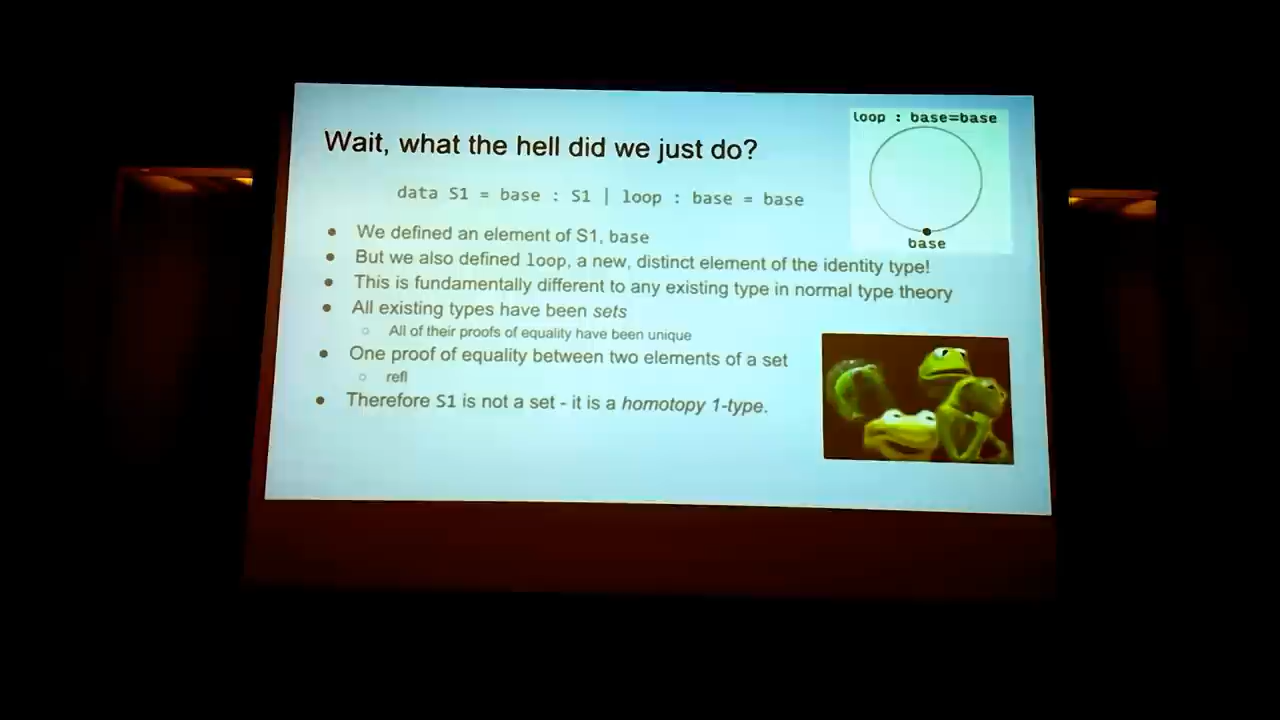 loop : base=base
Wait, what the hell did we just do?
data S1 = base : S1 | loop : base = base
base
● We defined an element of S1, base
● But we also defined loop, a new, distinct element of the identity type!
● This is fundamentally different to any existing type in normal type theory
● All existing types have been sets
○ All of their proofs of equality have been unique
● One proof of equality between two elements of a set
○ refl
● Therefore S1 is not a set - it is a homotopy 1-type.